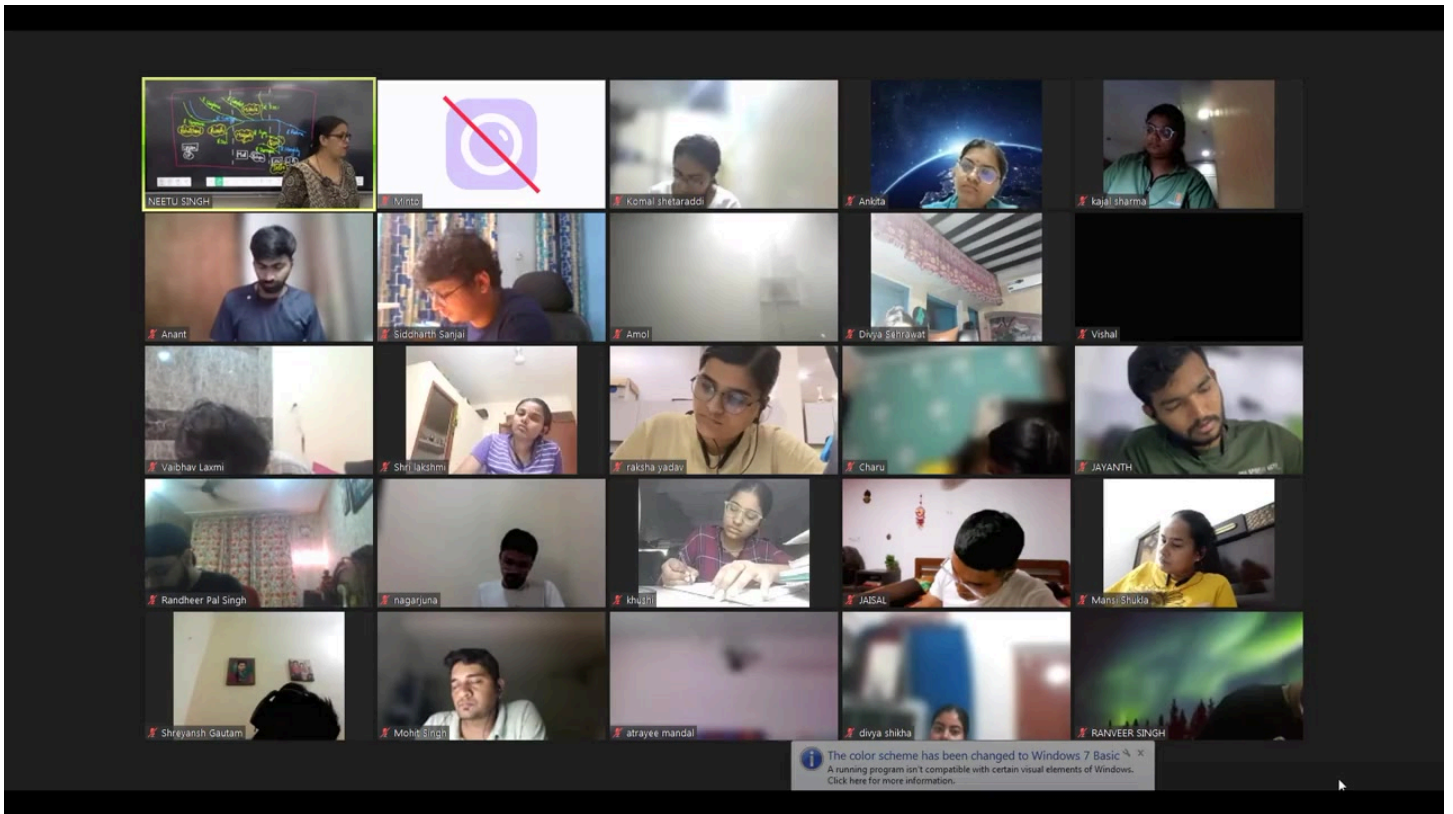 NEETU SINGH
Minto
Komal shetaraddi
Ankita
kajal sharma
Anant
Siddharth Sanjai
Amol
Divya Sehrawat
Vishal
Vaibhav Laxmi
Shri lakshmi
raksha yadav
Charu
JAYANTH
Randheer Pal Singh
nagarjuna
khushi
JAISAL
Mansi Shukla
Shreyansh Gautam
Mohit Singh
atrayee mandal
divya shikha
RANVEER SINGH
The color scheme has been changed to Windows 7 Basic
A running program isn't compatible with certain visual elements of Windows.
Click here for more information.